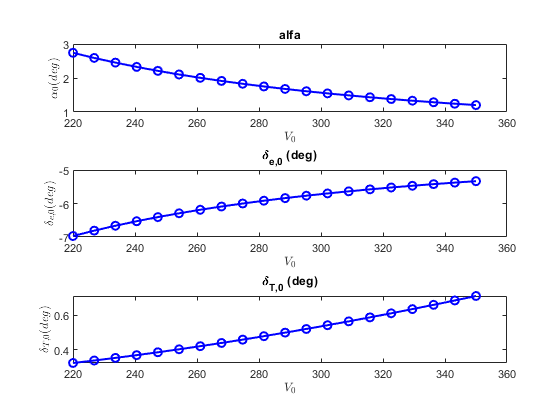 alfa
3
2
1
α₀(deg)
220 240 260 280 300 320 340 360
V₀
δe,0 (deg)
-5
-6
-7
δe,0(deg)
220 240 260 280 300 320 340 360
V₀
δT,0 (deg)
0.6
0.4
δT,0(deg)
220 240 260 280 300 320 340 360
V₀